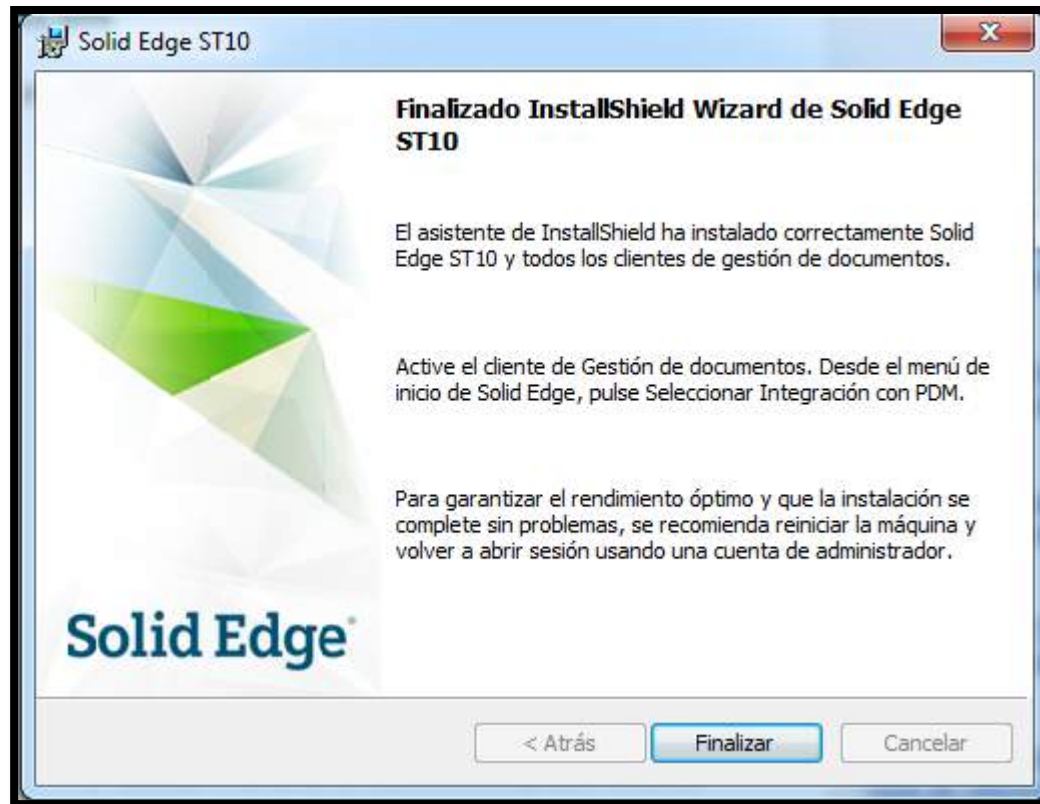 Solid Edge ST10
Finalizado InstallShield Wizard de Solid Edge
ST10
El asistente de InstallShield ha instalado correctamente Solid
Edge ST10 y todos los clientes de gestión de documentos.
Active el cliente de Gestión de documentos. Desde el menú de
inicio de Solid Edge, pulse Seleccionar Integración con PDM.
Para garantizar el rendimiento óptimo y que la instalación se
complete sin problemas, se recomienda reiniciar la máquina y
volver a abrir sesión usando una cuenta de administrador.
Solid Edge
< Atrás
Finalizar
Cancelar